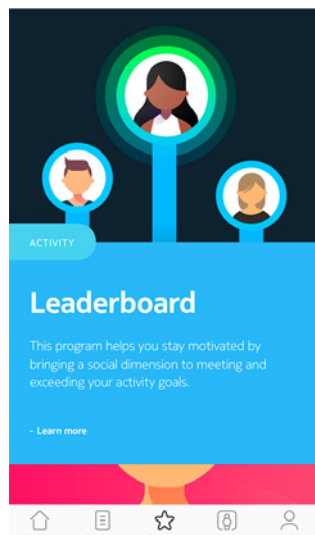 ACTIVITY
Leaderboard
This program helps you stay motivated by
bringing a social dimension to meeting and
exceeding your activity goals.
– Learn more